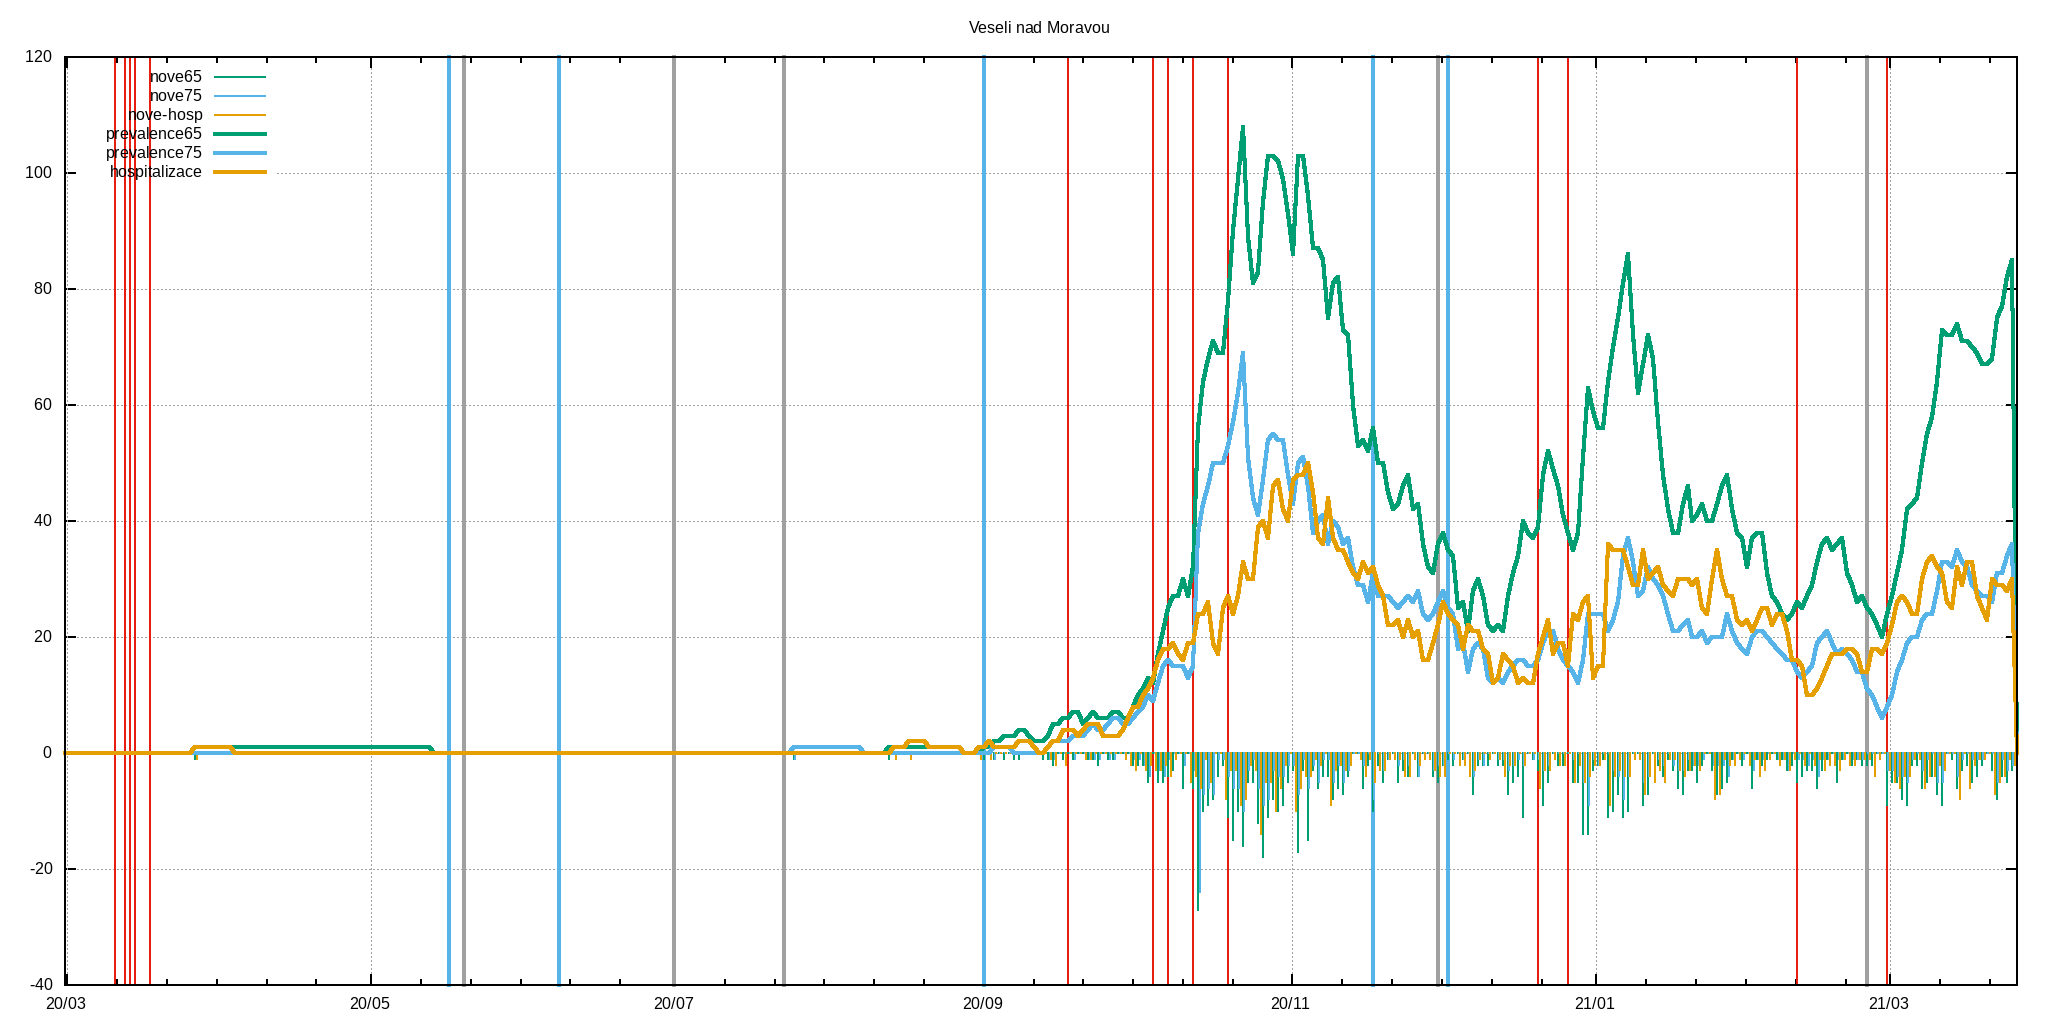 Veseli nad Moravou
120
100
80
60
40
20
0
-20
-40
nove65
nove75
nove-hosp
prevalence65
prevalence75
hospitalizace
20/03
20/05
20/07
20/09
20/11
21/01
21/03